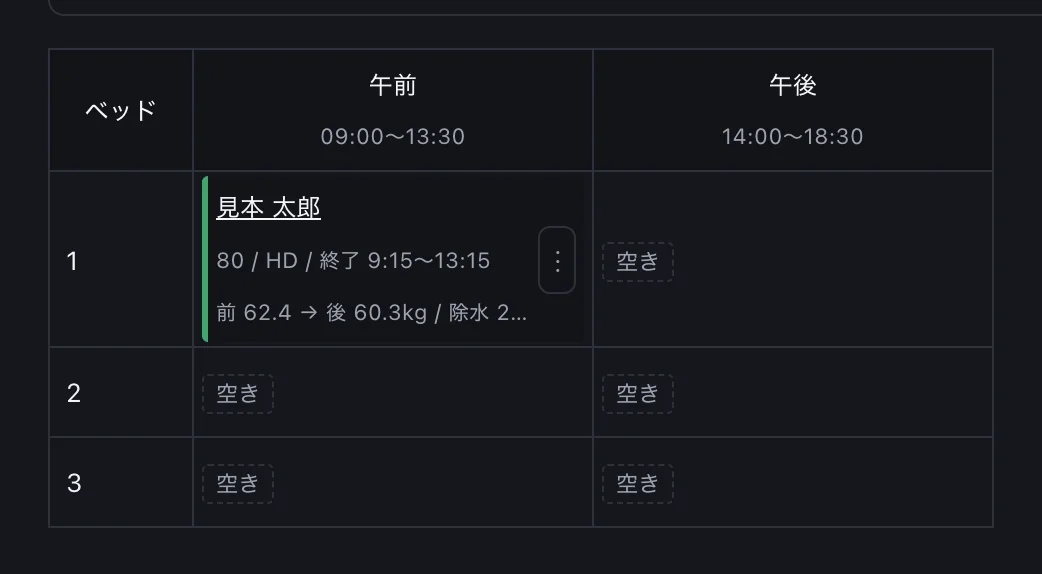 ベッド
午前
09:00〜13:30
午後
14:00〜18:30
1
見本 太郎
80 / HD / 終了 9:15〜13:15
前 62.4 → 後 60.3kg / 除水 2...
⋮
空き
2
空き
空き
3
空き
空き